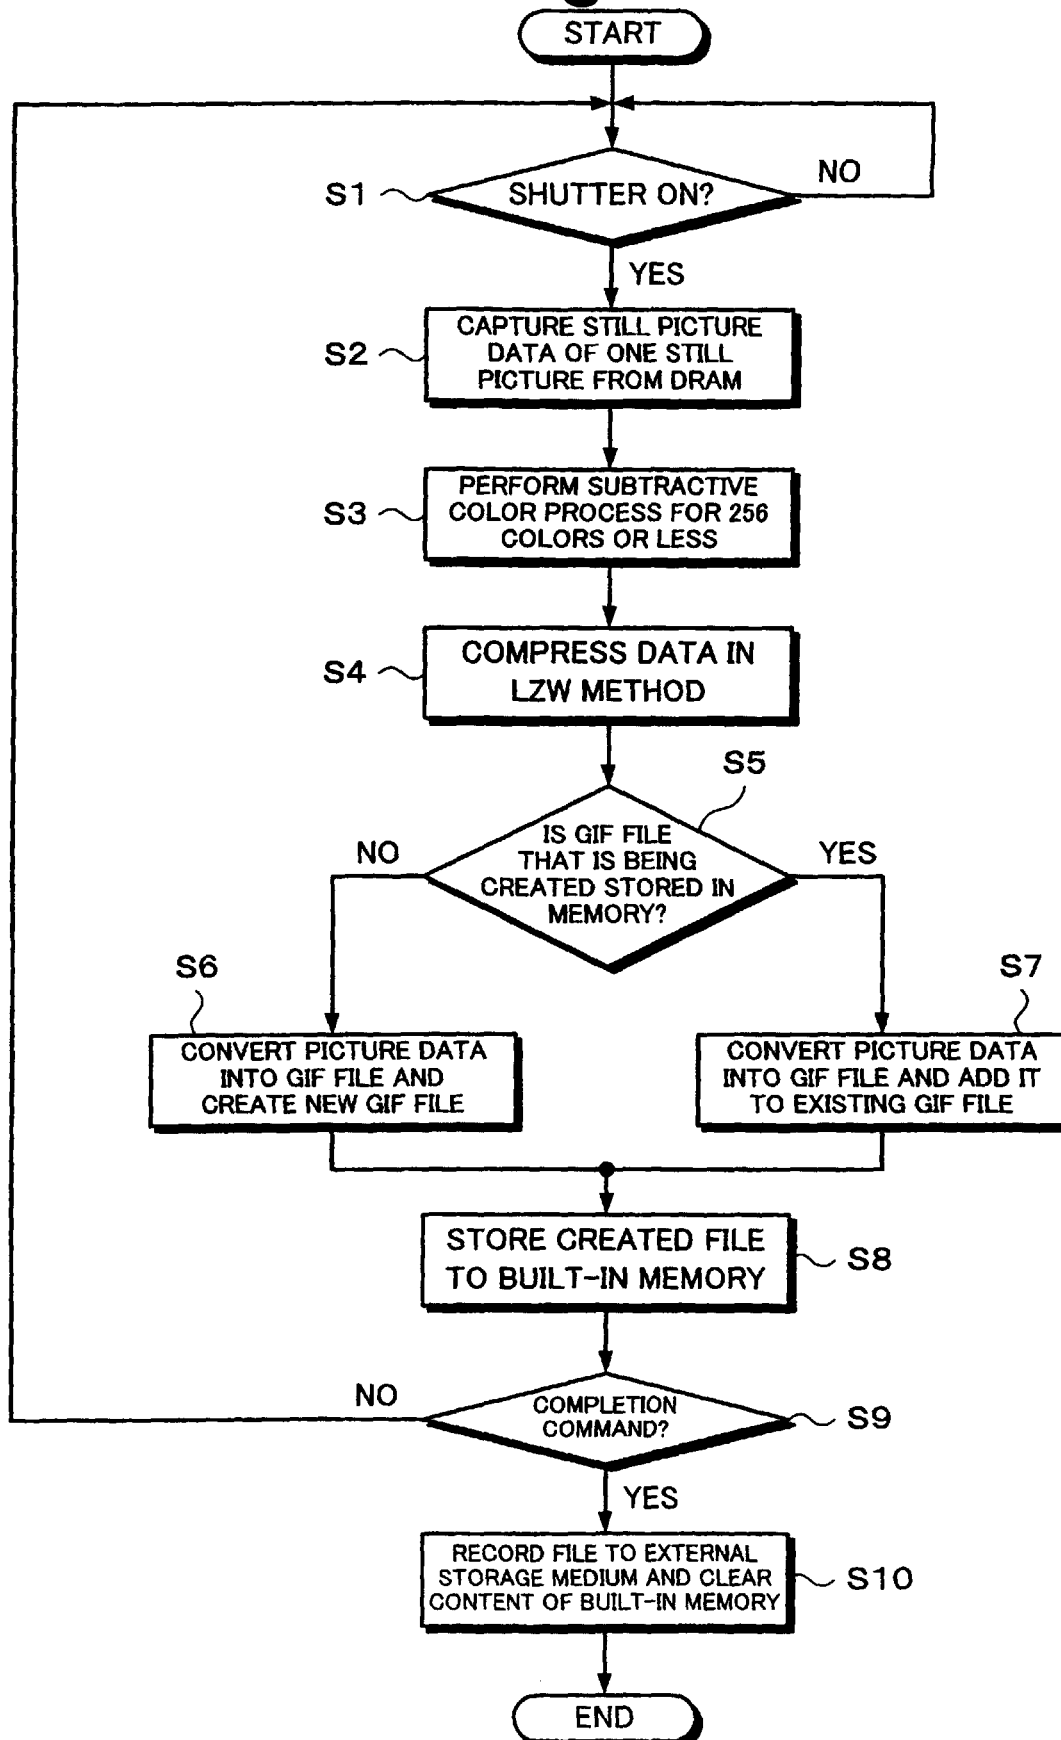 START
S1
SHUTTER ON?
NO
YES
S2
CAPTURE STILL PICTURE
DATA OF ONE STILL
PICTURE FROM DRAM
S3
PERFORM SUBTRACTIVE
COLOR PROCESS FOR 256
COLORS OR LESS
S4
COMPRESS DATA IN
LZW METHOD
S5
IS GIF FILE
THAT IS BEING
CREATED STORED IN
MEMORY?
NO
YES
S6
CONVERT PICTURE DATA
INTO GIF FILE AND
CREATE NEW GIF FILE
S7
CONVERT PICTURE DATA
INTO GIF FILE AND ADD IT
TO EXISTING GIF FILE
STORE CREATED FILE
TO BUILT-IN MEMORY
S8
NO
COMPLETION
COMMAND?
S9
YES
RECORD FILE TO EXTERNAL
STORAGE MEDIUM AND CLEAR
CONTENT OF BUILT-IN MEMORY
S10
END